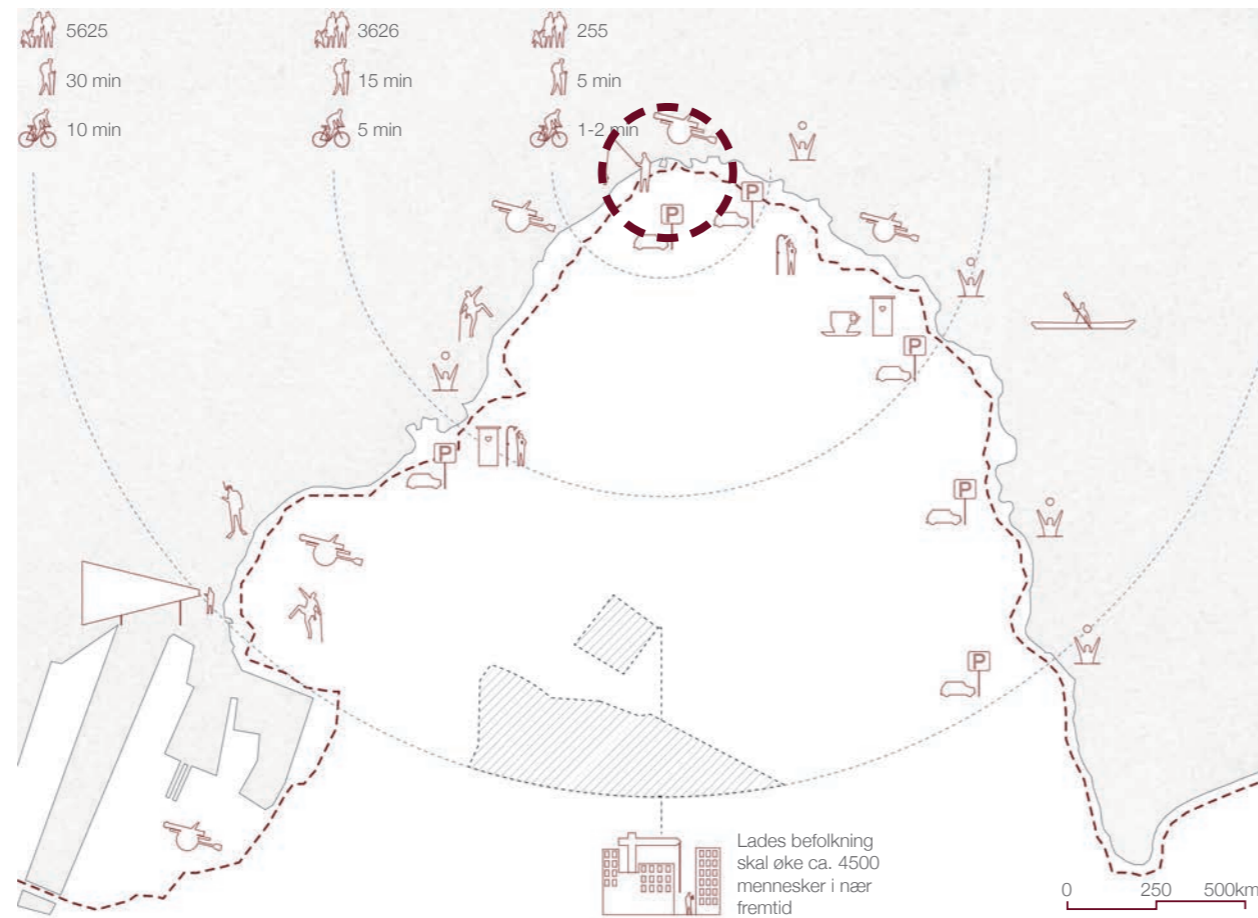 5625
3626
255
30 min
15 min
5 min
10 min
5 min
1-2 min
P
P
P
P
P
P
Lades befolkning
skal øke ca. 4500
mennesker i nær
fremtid
0 250 500km